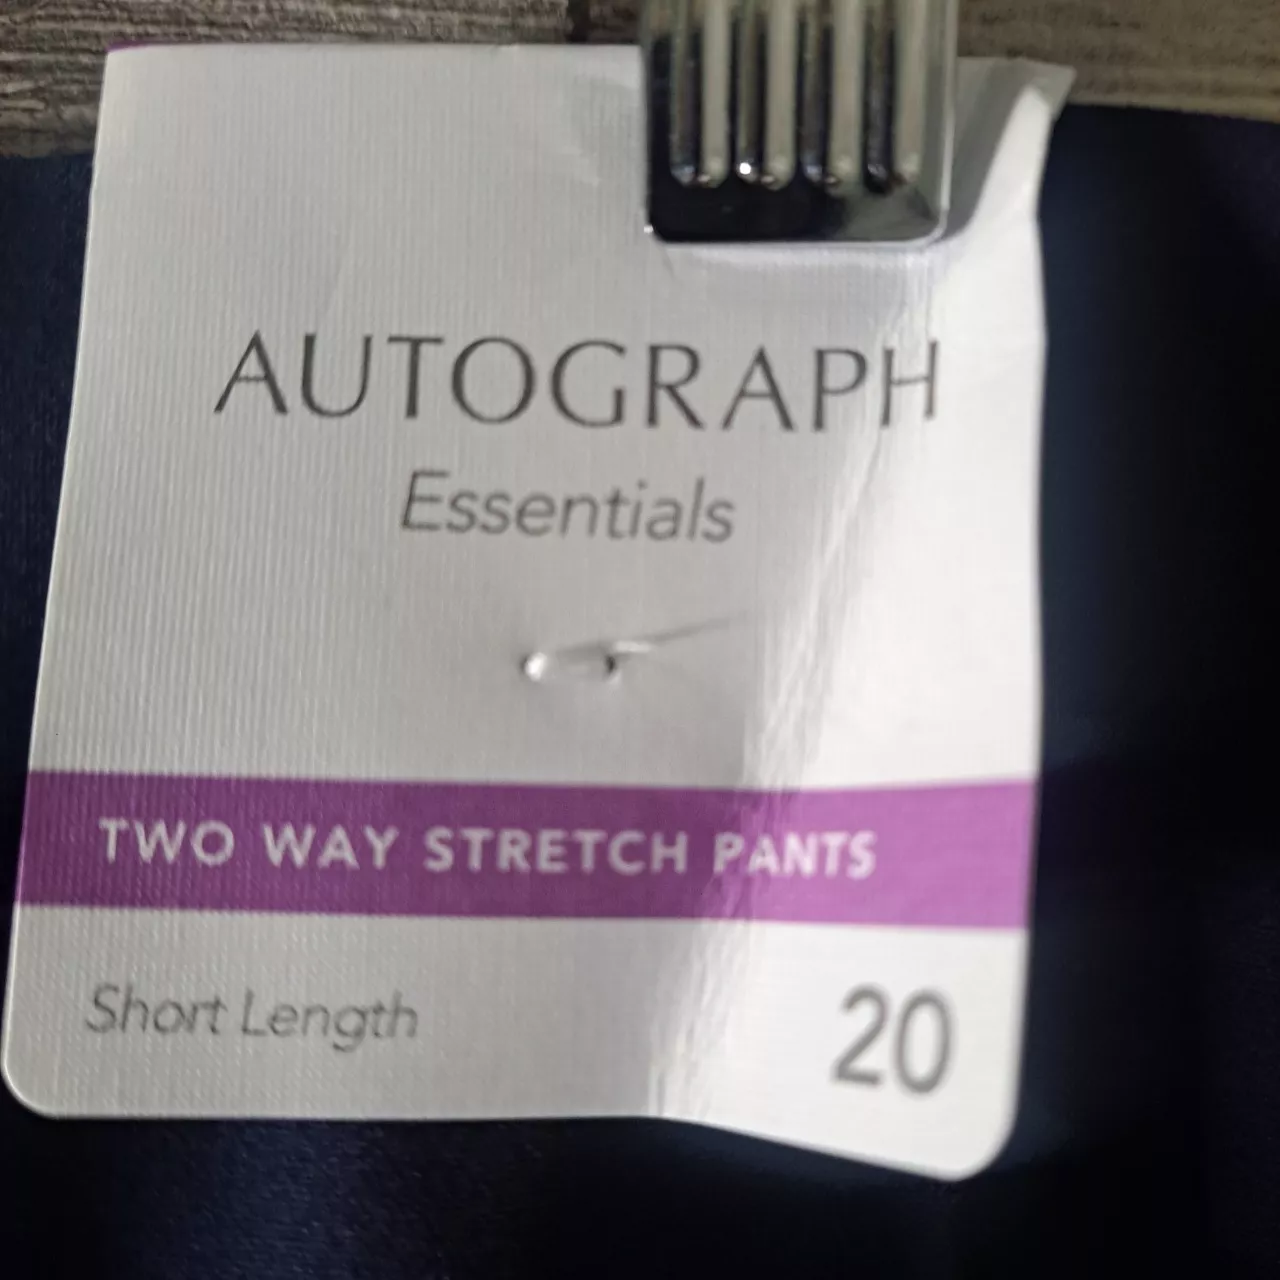 AUTOGRAPH
Essentials
TWO WAY STRETCH PANTS
Short Length
20